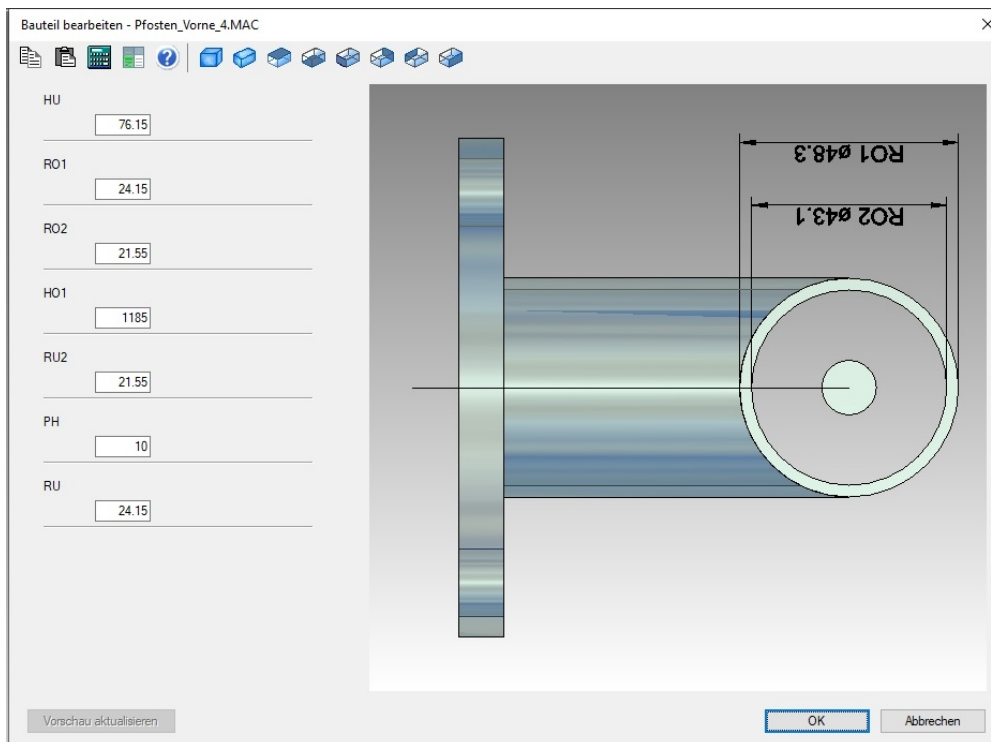 Bauteil bearbeiten - Pfosten_Vorne_4.MAC
HU
76.15
RO1
24.15
RO2
21.55
HO1
1185
RU2
21.55
PH
10
RU
24.15
RO1 ø48.3
RO2 ø43.1
Vorschau aktualisieren
OK
Abbrechen